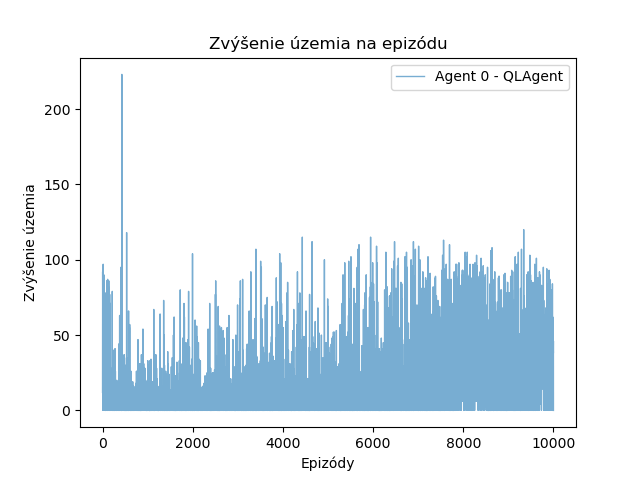 Zvýšenie územia na epizódu
Agent 0 - QLAgent
Zvýšenie územia
200
150
100
50
0
0 2000 4000 6000 8000 10000
Epizódy